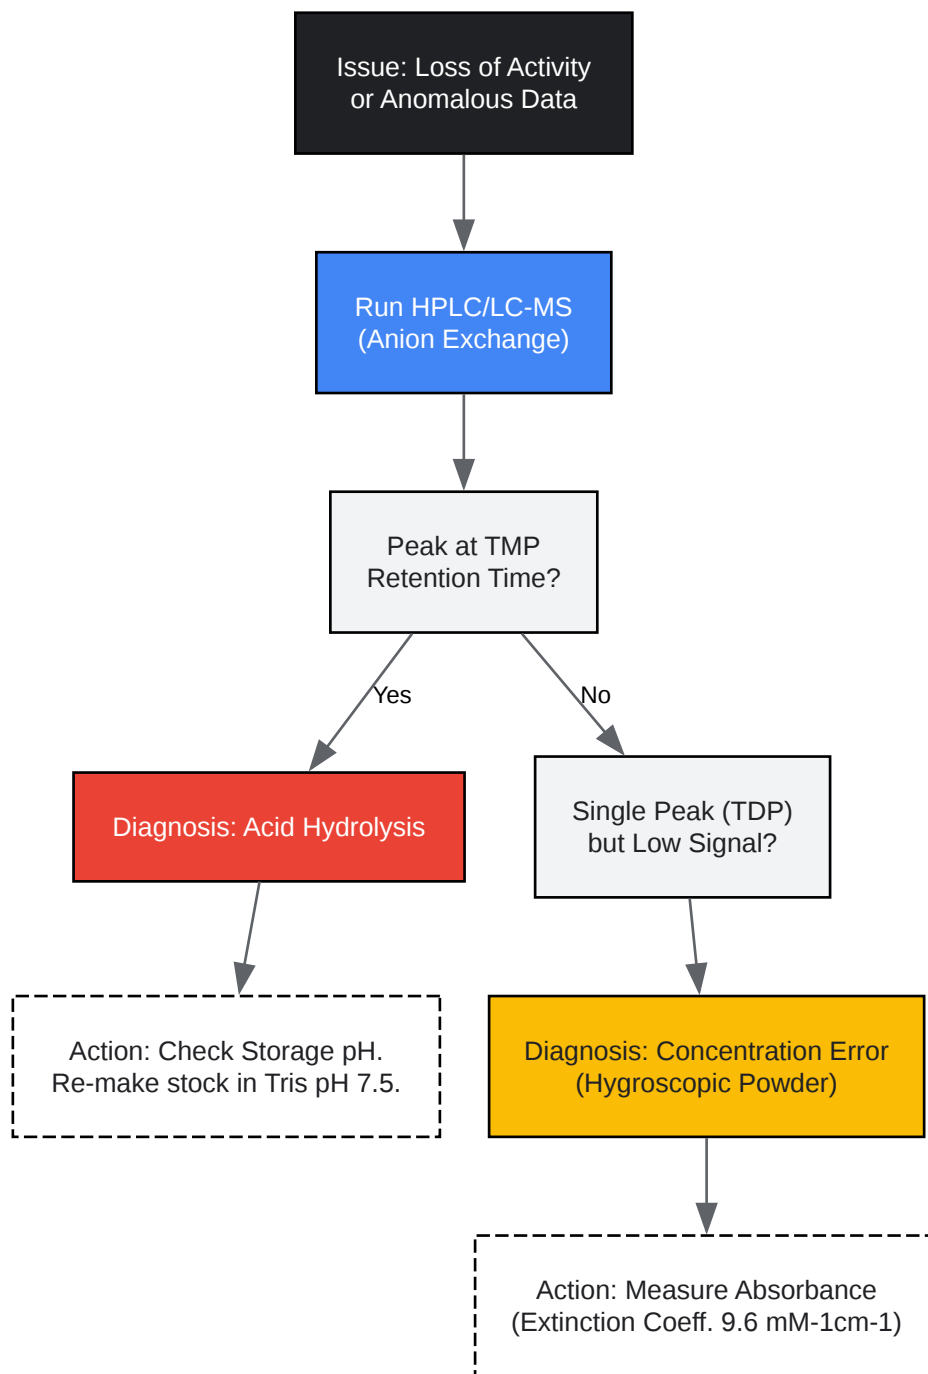 Issue: Loss of Activity
or Anomalous Data
Run HPLC/LC-MS
(Anion Exchange)
Peak at TMP
Retention Time?
Yes
No
Diagnosis: Acid Hydrolysis
Single Peak (TDP)
but Low Signal?
Action: Check Storage pH.
Re-make stock in Tris pH 7.5.
Diagnosis: Concentration Error
(Hygroscopic Powder)
Action: Measure Absorbance
(Extinction Coeff. 9.6 mM-1cm-1)